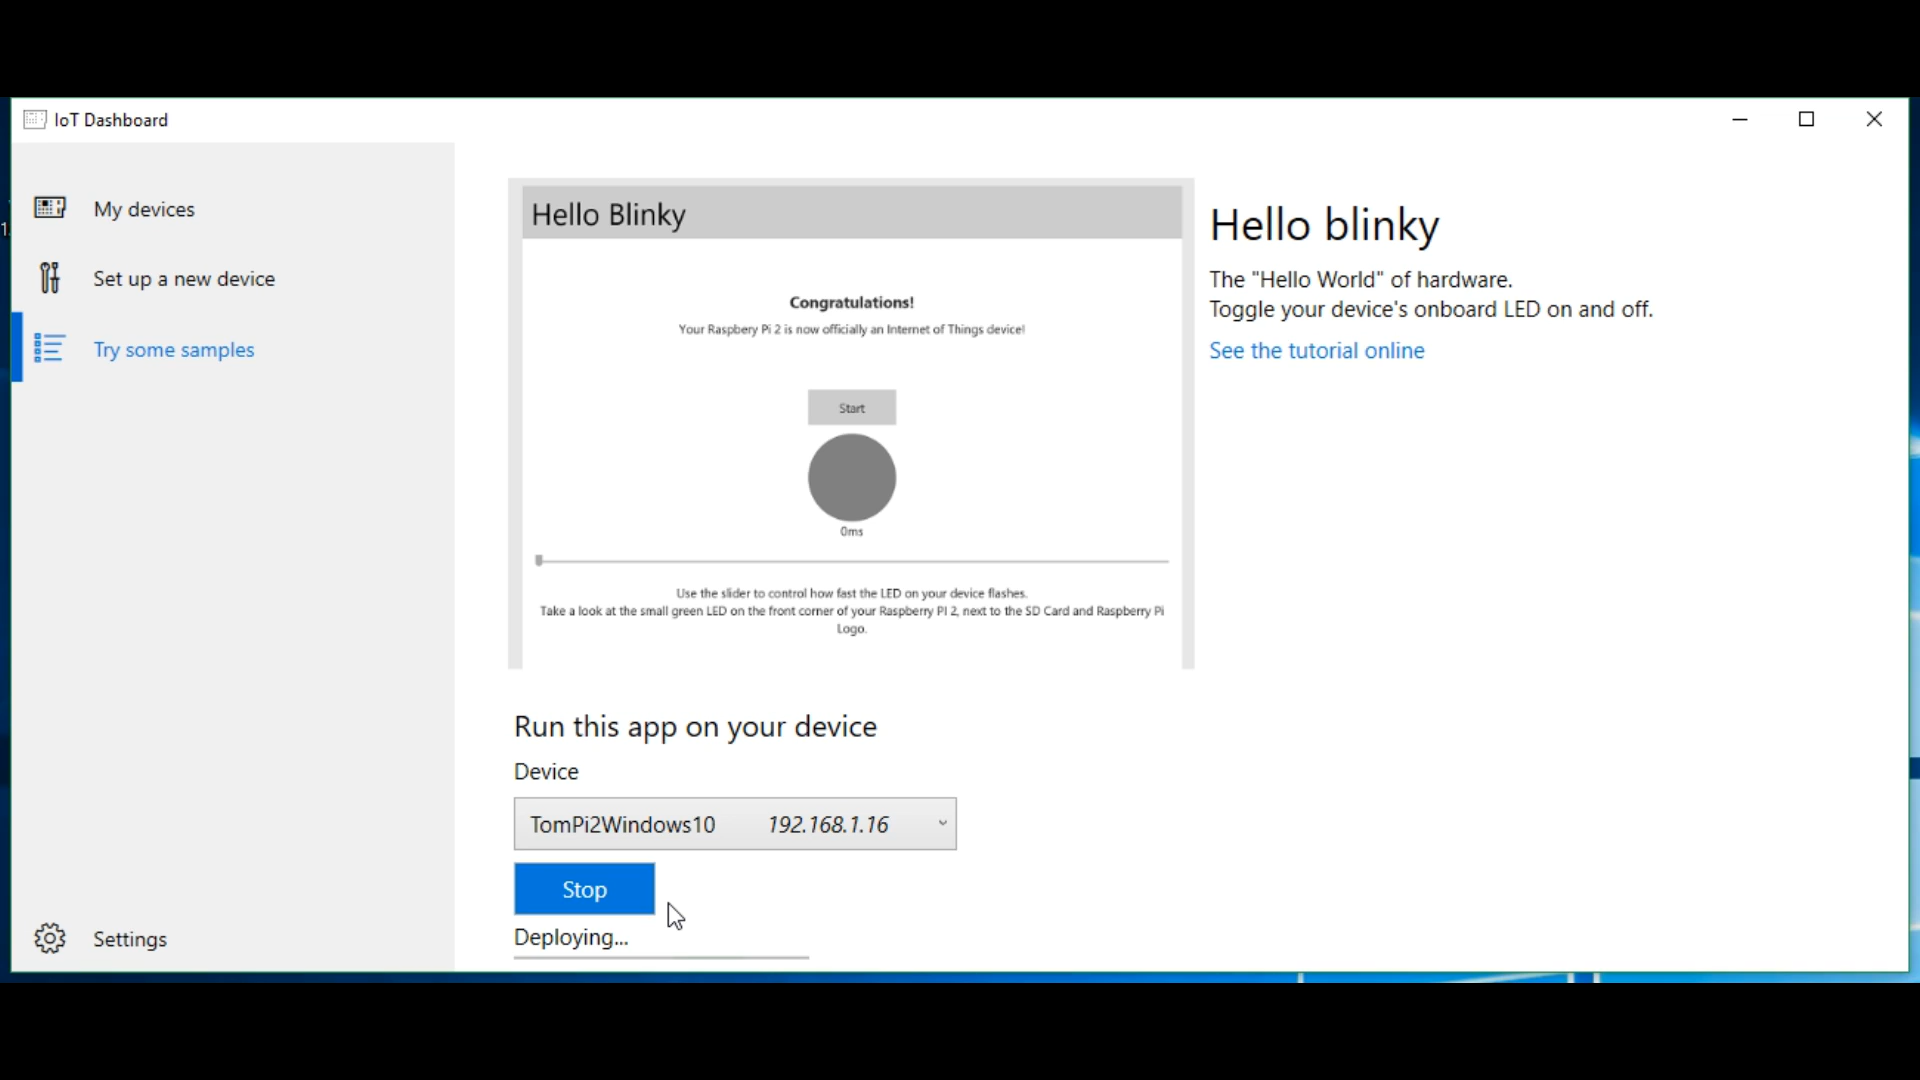 IoT Dashboard
My devices
Set up a new device
Try some samples
Settings
Hello Blinky
Congratulations!
Your Raspbery Pi 2 is now officially an Internet of Things device!
Start
0ms
Use the slider to control how fast the LED on your device flashes.
Take a look at the small green LED on the front corner of your Raspberry PI 2, next to the SD Card and Raspberry Pi
Logo.
Hello blinky
The "Hello World" of hardware.
Toggle your device's onboard LED on and off.
See the tutorial online
Run this app on your device
Device
TomPi2Windows10 192.168.1.16
Stop
Deploying...